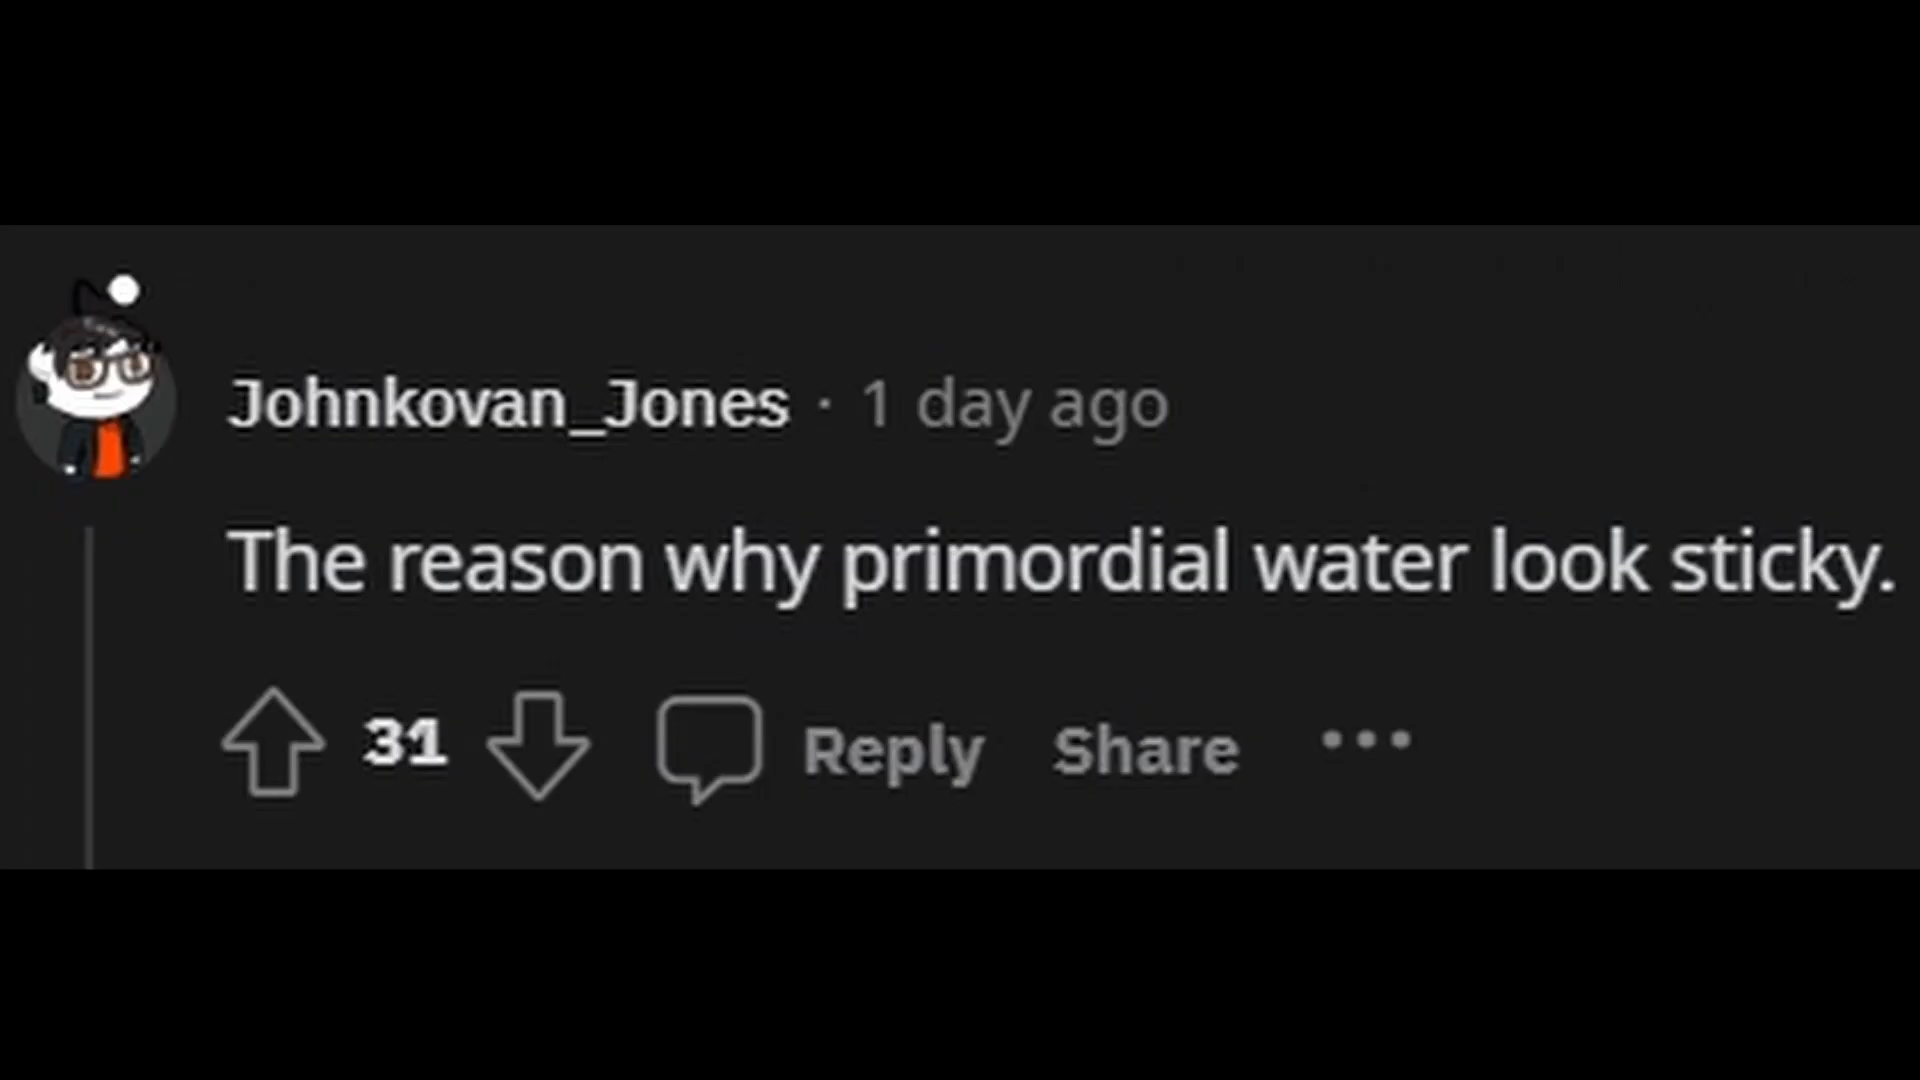 Johnkovan_Jones · 1 day ago
The reason why primordial water look sticky.
31 Reply Share ...